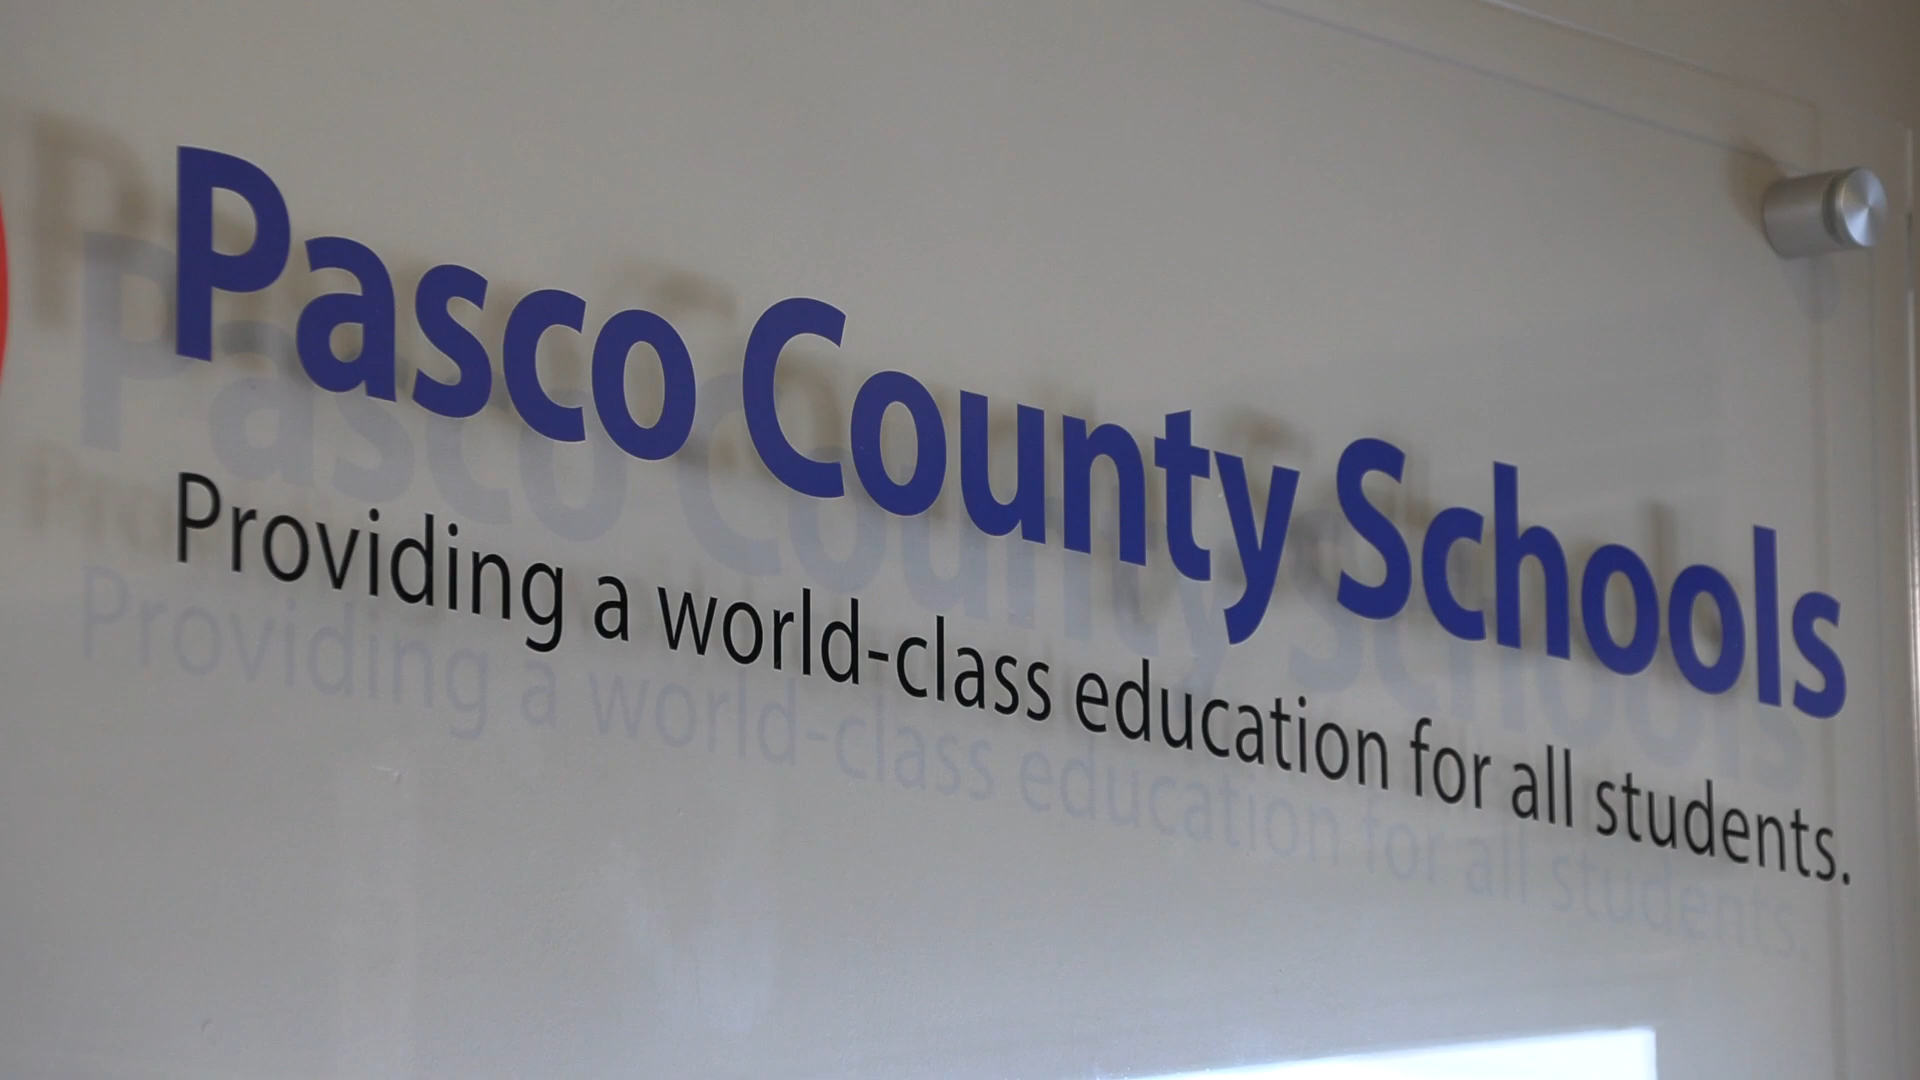 Pasco County Schools
Providing a world-class education for all students.